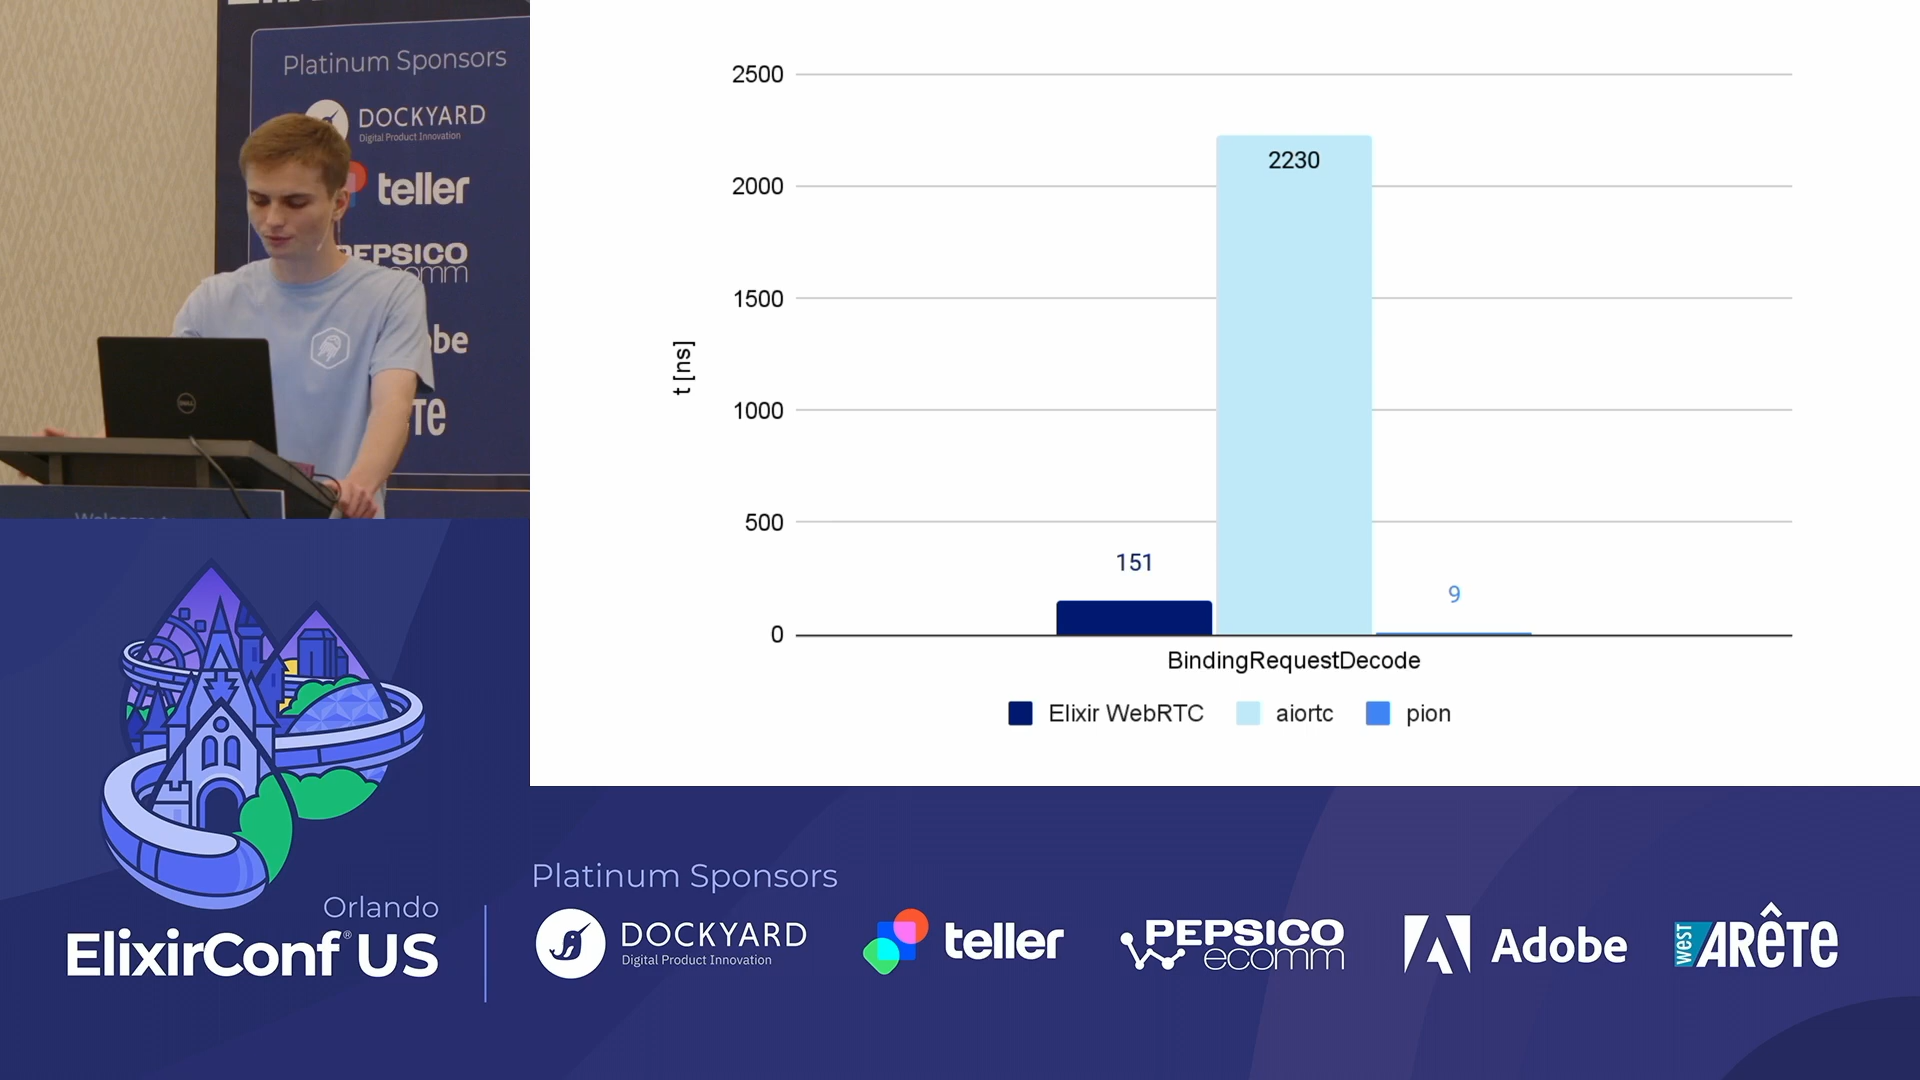 Platinum Sponsors
DOCKYARD
Digital Product Innovation
teller
PEPSICO
2500
2000
1500
1000
500
0
t [ns]
151
2230
9
BindingRequestDecode
Elixir WebRTC
aiortc
pion
Orlando
ElixirConf® US
Platinum Sponsors
DOCKYARD
Digital Product Innovation
teller
PEPSICO
ecomm
Adobe
west
ARÊTE